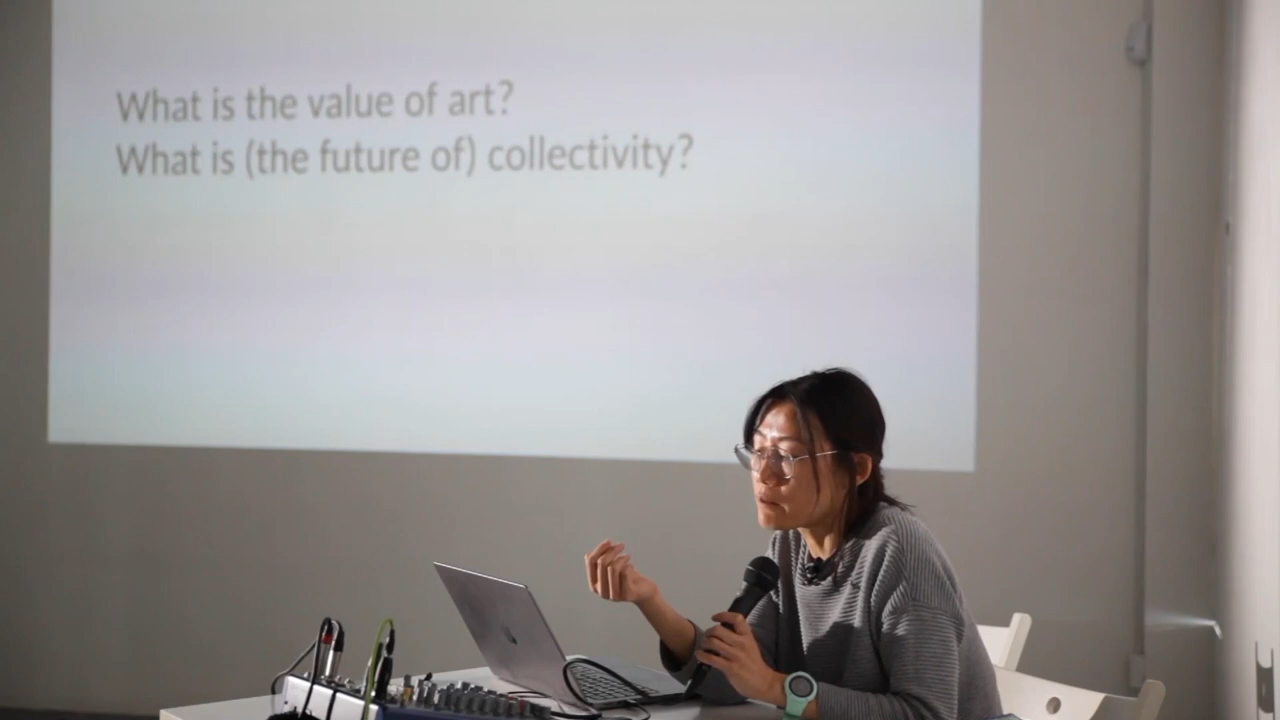 What is the value of art?
What is (the future of) collectivity?